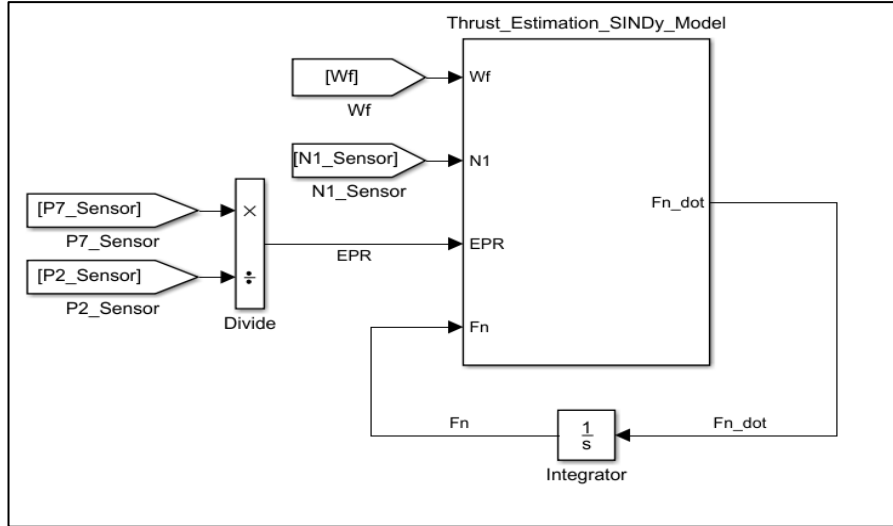 Thrust_Estimation_SINDy_Model
[Wf]
Wf
Wf
[N1_Sensor]
N1_Sensor
N1
[P7_Sensor]
P7_Sensor
×
[P2_Sensor]
P2_Sensor
÷
Divide
EPR
EPR
Fn
Fn_dot
Fn
1
s
Integrator
Fn_dot